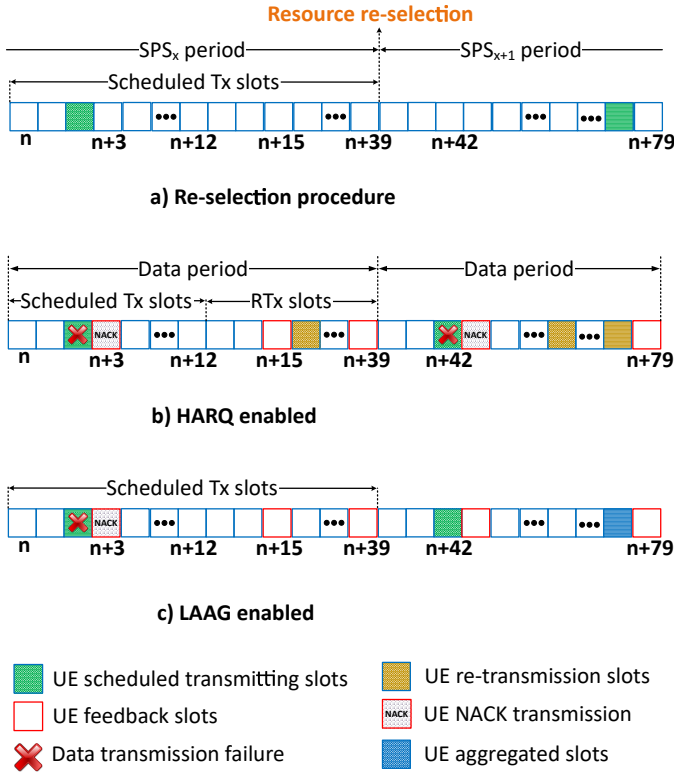 Resource re-selection
SPSx period SPSx+1 period
Scheduled Tx slots
••• ••• ••• •••
n n+3 n+12 n+15 n+39 n+42 n+79
a) Re-selection procedure
Data period Data period
Scheduled Tx slots RTx slots
NACK ••• ••• NACK ••• •••
n n+3 n+12 n+15 n+39 n+42 n+79
b) HARQ enabled
Scheduled Tx slots
NACK ••• ••• ••• •••
n n+3 n+12 n+15 n+39 n+42 n+79
c) LAAG enabled
UE scheduled transmitting slots UE re-transmission slots
UE feedback slots NACK UE NACK transmission
Data transmission failure UE aggregated slots